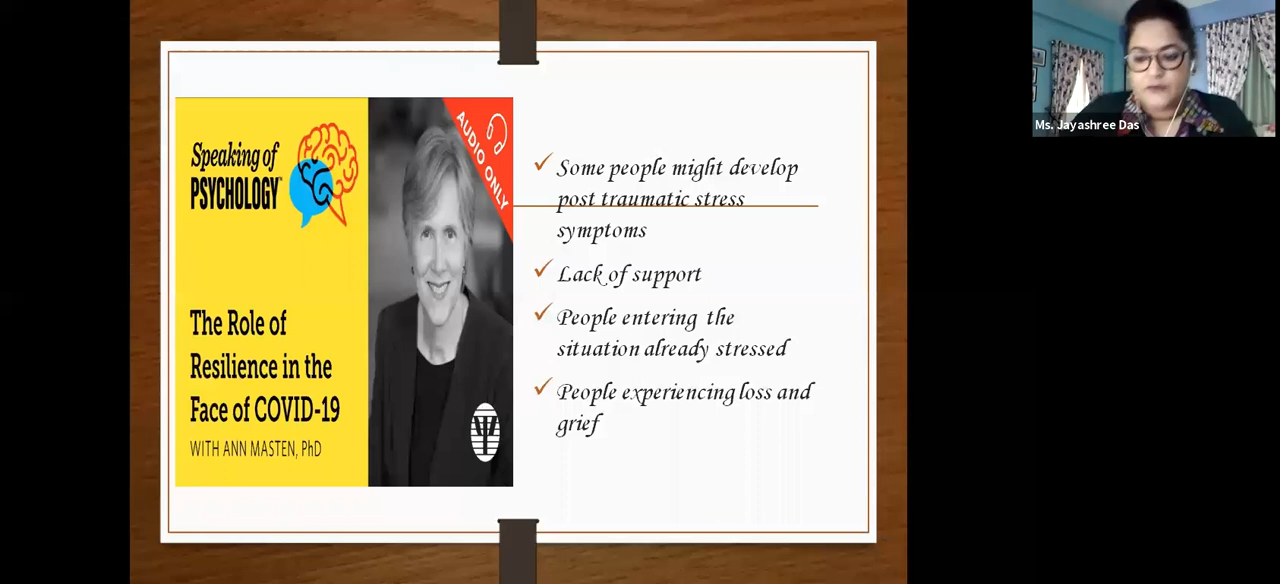 Speaking of
PSYCHOLOGY
AUDIO ONLY
The Role of
Resilience in the
Face of COVID-19
WITH ANN MASTEN, PhD
Some people might develop
post traumatic stress
symptoms
Lack of support
People entering the
situation already stressed
People experiencing loss and
grief
Ms. Jayashree Das